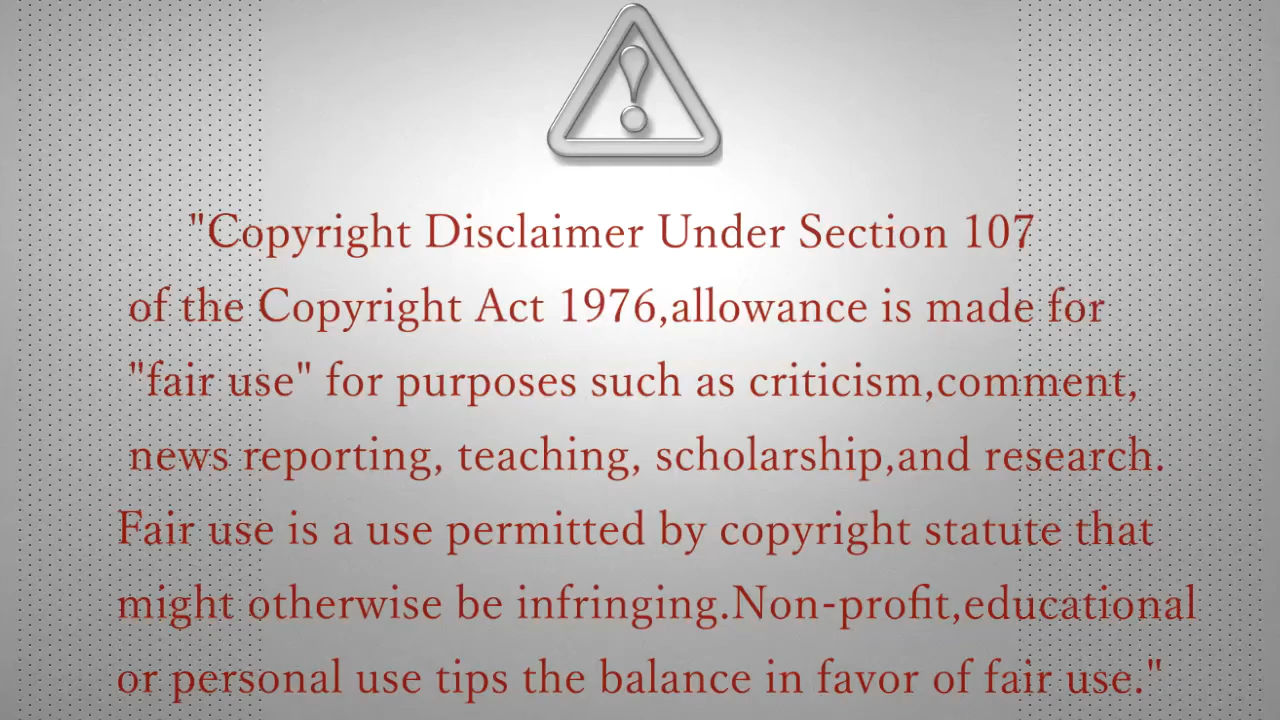 "Copyright Disclaimer Under Section 107
of the Copyright Act 1976,allowance is made for
"fair use" for purposes such as criticism,comment,
news reporting, teaching, scholarship,and research.
Fair use is a use permitted by copyright statute that
might otherwise be infringing.Non-profit,educational
or personal use tips the balance in favor of fair use."